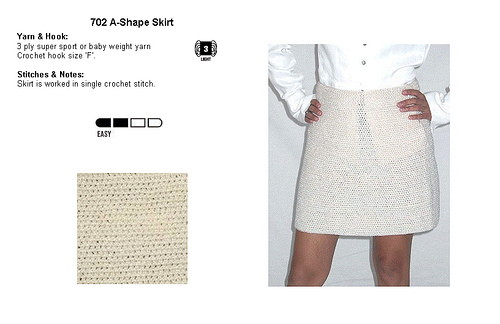 702 A-Shape Skirt
Yarn & Hook:
3 ply super sport or baby weight yarn
Crochet hook size "F".
3
LIGHT
Stitches & Notes:
Skirt is worked in single crochet stitch.
EASY